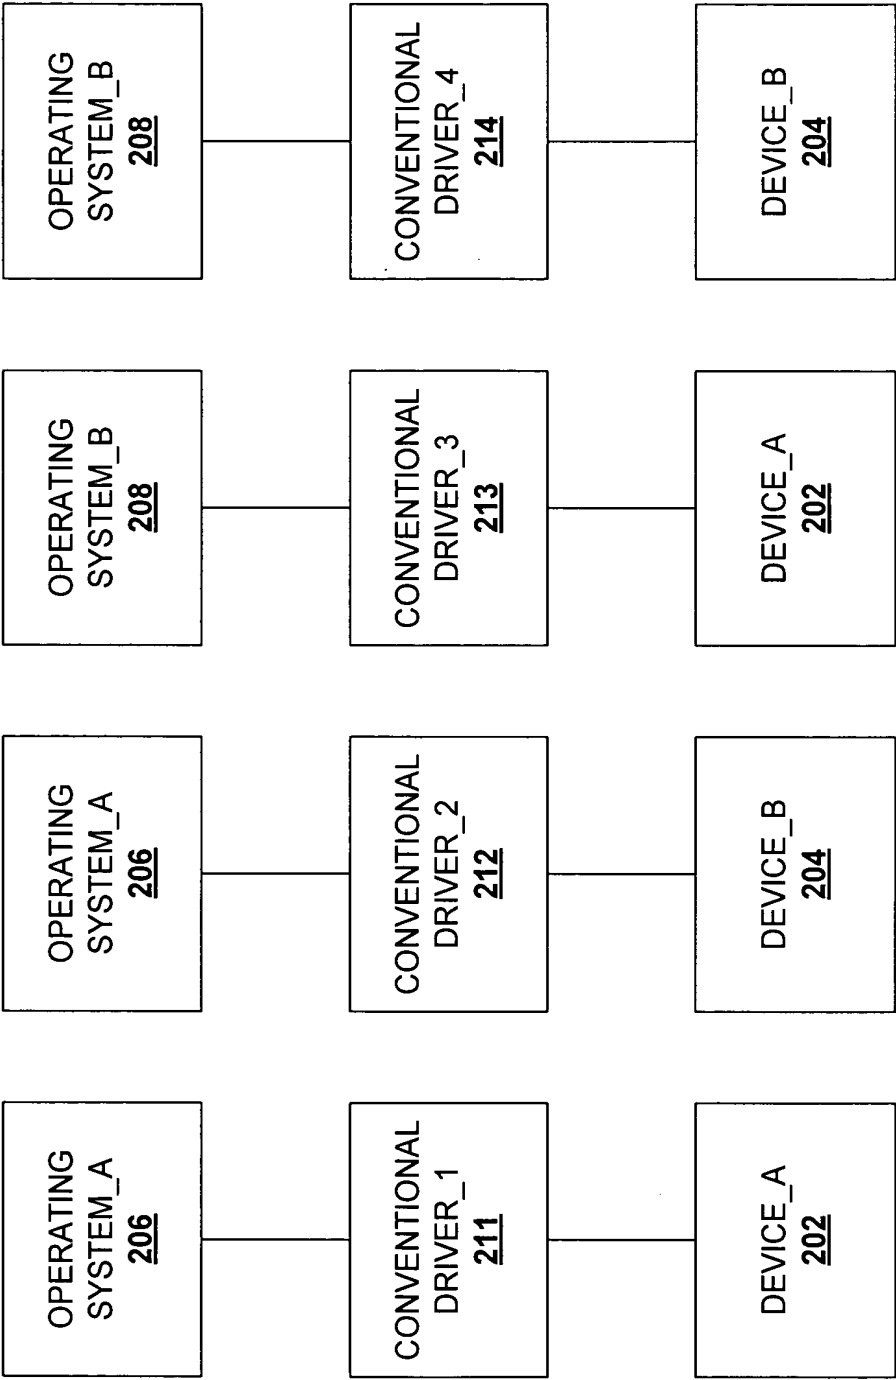 OPERATING
SYSTEM_A
206
OPERATING
SYSTEM_A
206
OPERATING
SYSTEM_B
208
OPERATING
SYSTEM_B
208
CONVENTIONAL
DRIVER_1
211
CONVENTIONAL
DRIVER_2
212
CONVENTIONAL
DRIVER_3
213
CONVENTIONAL
DRIVER_4
214
DEVICE_A
202
DEVICE_B
204
DEVICE_A
202
DEVICE_B
204